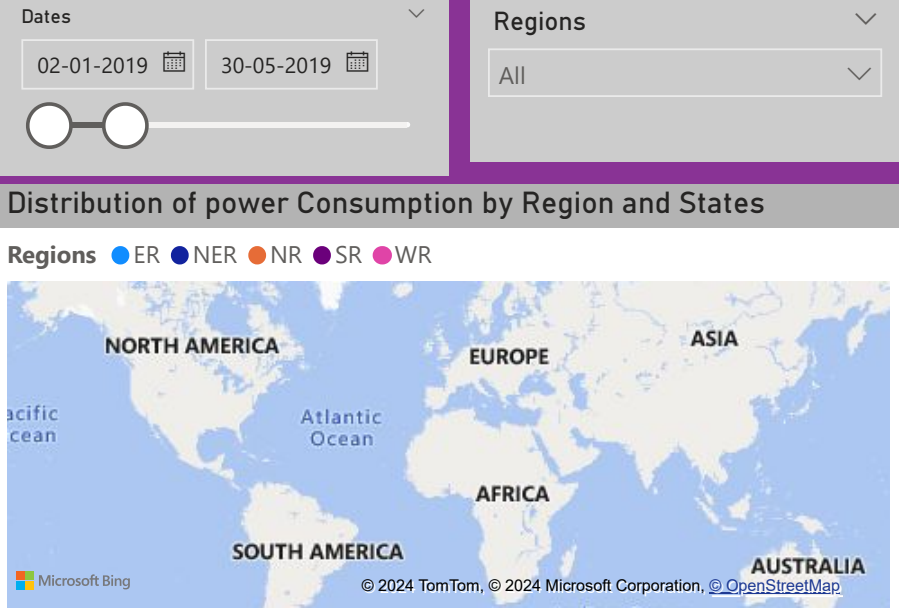 Dates
02-01-2019
30-05-2019
Regions
All
Distribution of power Consumption by Region and States
Regions ER NER NR SR WR
NORTH AMERICA
EUROPE
ASIA
acific
cean
Atlantic
Ocean
AFRICA
SOUTH AMERICA
AUSTRALIA
Microsoft Bing
© 2024 TomTom, © 2024 Microsoft Corporation, © OpenStreetMap